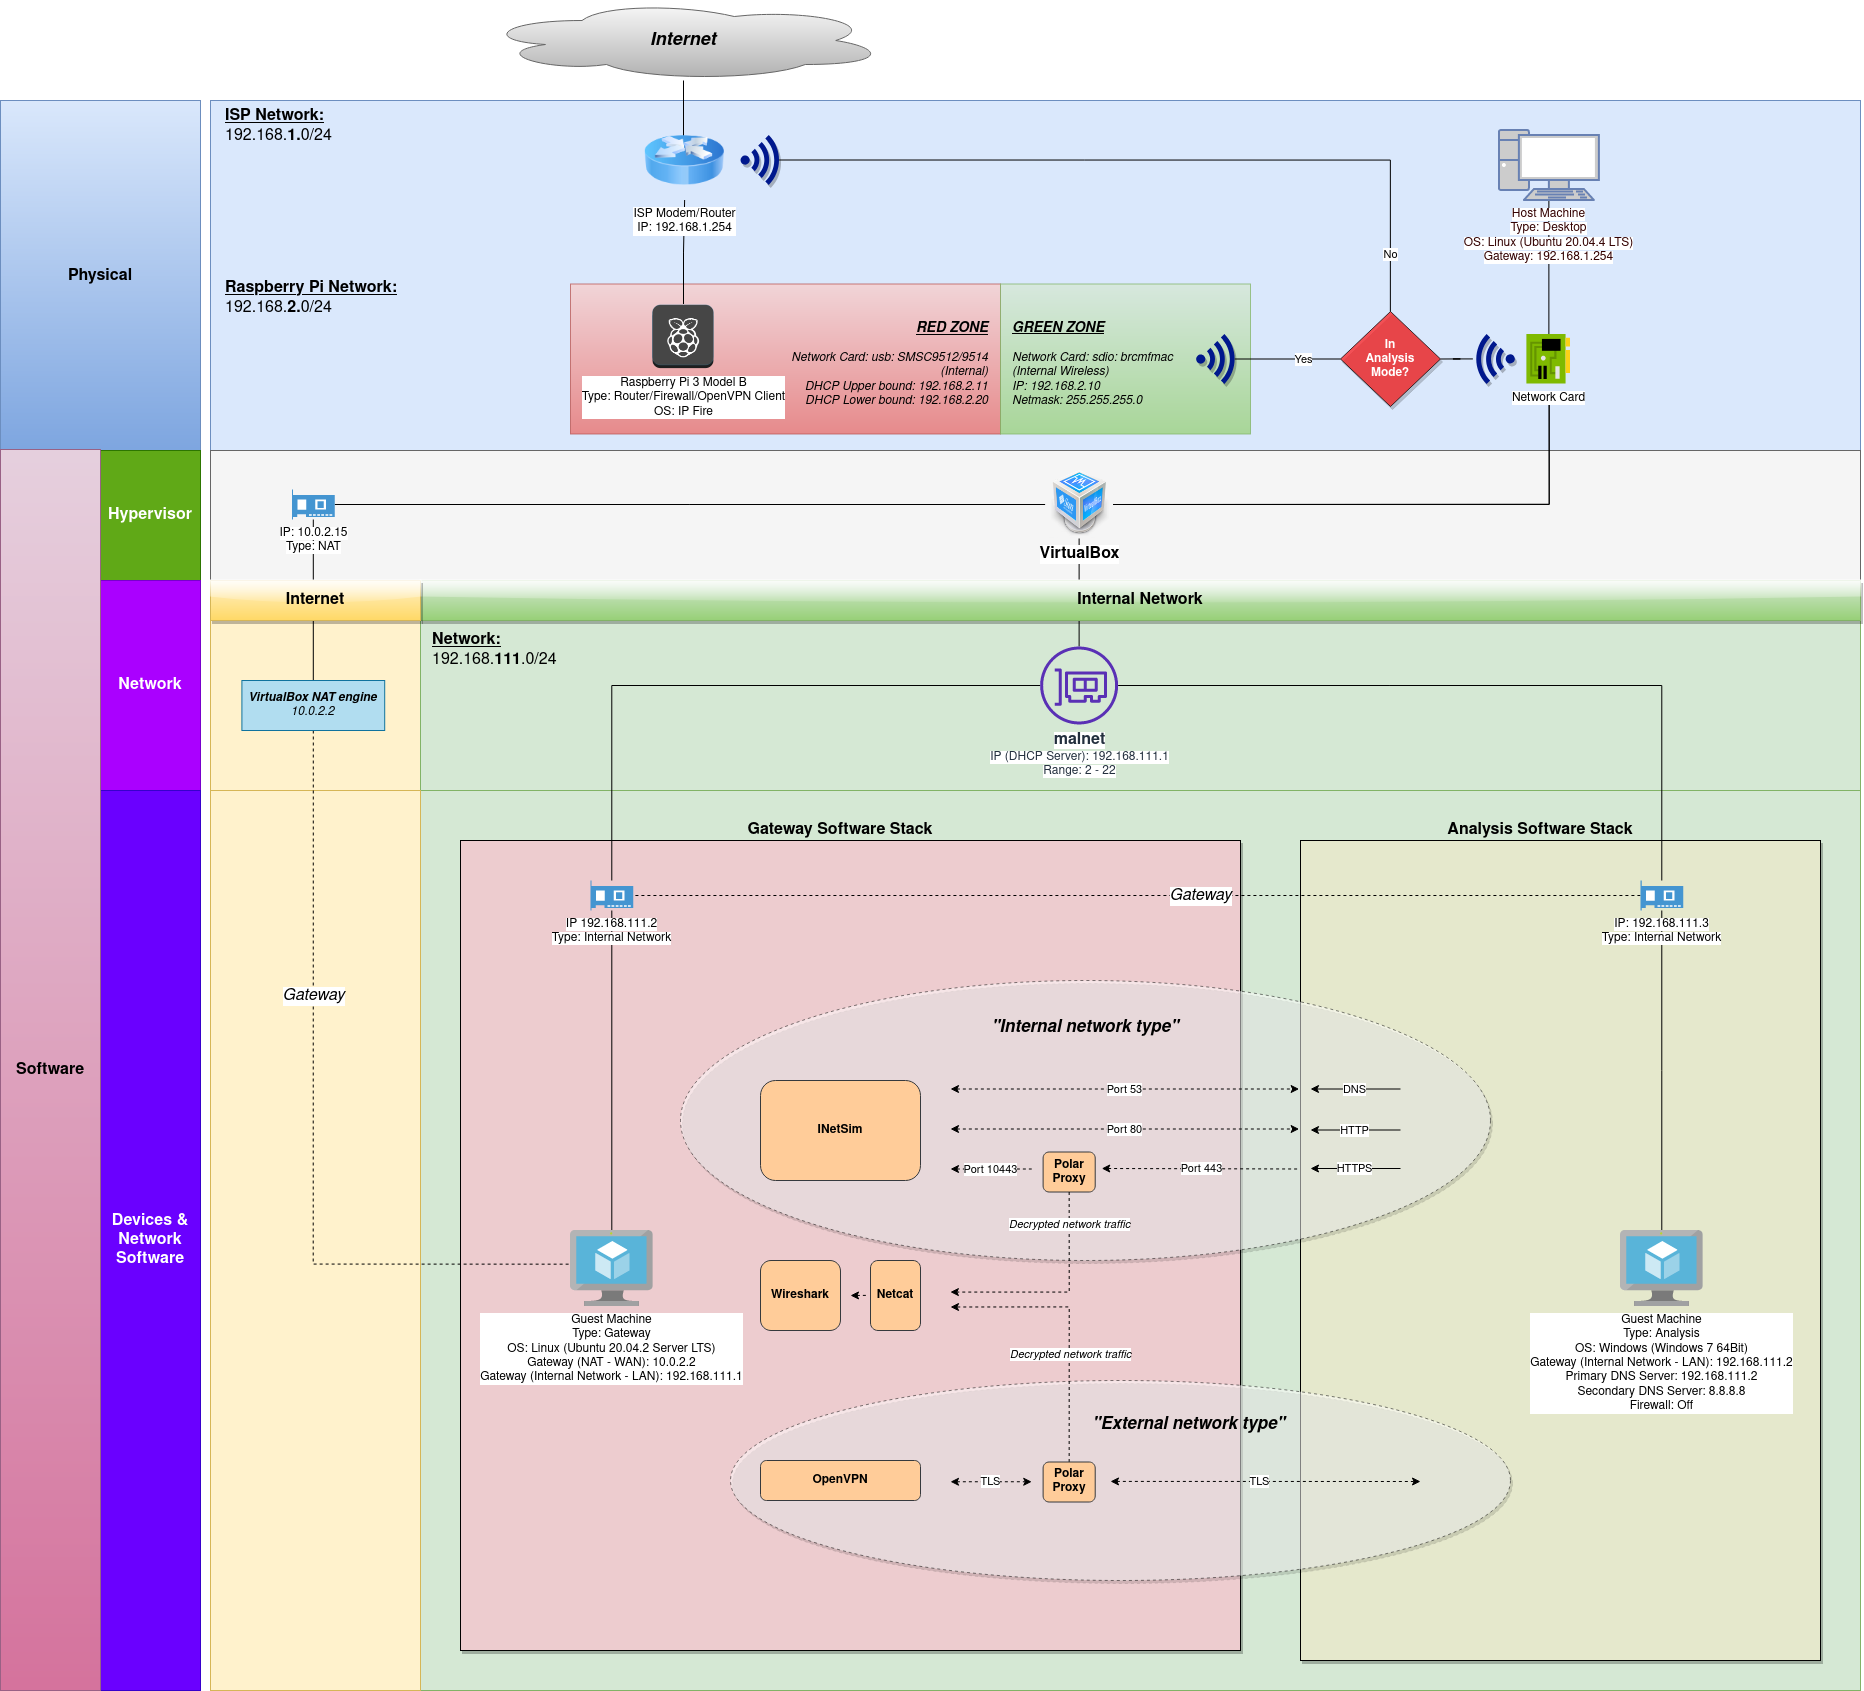 Internet
ISP Network:
192.168.1.0/24
ISP Modem/Router
IP: 192.168.1.254
Host Machine
Type: Desktop
OS: Linux (Ubuntu 20.04.4 LTS)
Gateway: 192.168.1.254
No
Physical
Raspberry Pi Network:
192.168.2.0/24
Raspberry Pi 3 Model B
Type: Router/Firewall/OpenVPN Client
OS: IP Fire
RED ZONE
Network Card: usb: SMSC9512/9514
(Internal)
DHCP Upper bound: 192.168.2.11
DHCP Lower bound: 192.168.2.20
GREEN ZONE
Network Card: sdio: brcmfmac
(Internal Wireless)
IP: 192.168.2.10
Netmask: 255.255.255.0
Yes
In
Analysis
Mode?
Network Card
Hypervisor
IP: 10.0.2.15
Type: NAT
VirtualBox
Internet
Internal Network
Network
Network:
192.168.111.0/24
VirtualBox NAT engine
10.0.2.2
malnet
IP (DHCP Server): 192.168.111.1
Range: 2 - 22
Software
Devices &
Network
Software
Gateway
Gateway Software Stack
Analysis Software Stack
Gateway
IP 192.168.111.2
Type: Internal Network
IP: 192.168.111.3
Type: Internal Network
"Internal network type"
INetSim
Port 53
DNS
Port 80
HTTP
Port 10443
Polar
Proxy
Port 443
HTTPS
Decrypted network traffic
Wireshark
Netcat
Decrypted network traffic
Guest Machine
Type: Gateway
OS: Linux (Ubuntu 20.04.2 Server LTS)
Gateway (NAT - WAN): 10.0.2.2
Gateway (Internal Network - LAN): 192.168.111.1
Guest Machine
Type: Analysis
OS: Windows (Windows 7 64Bit)
Gateway (Internal Network - LAN): 192.168.111.2
Primary DNS Server: 192.168.111.2
Secondary DNS Server: 8.8.8.8
Firewall: Off
"External network type"
OpenVPN
TLS
Polar
Proxy
TLS